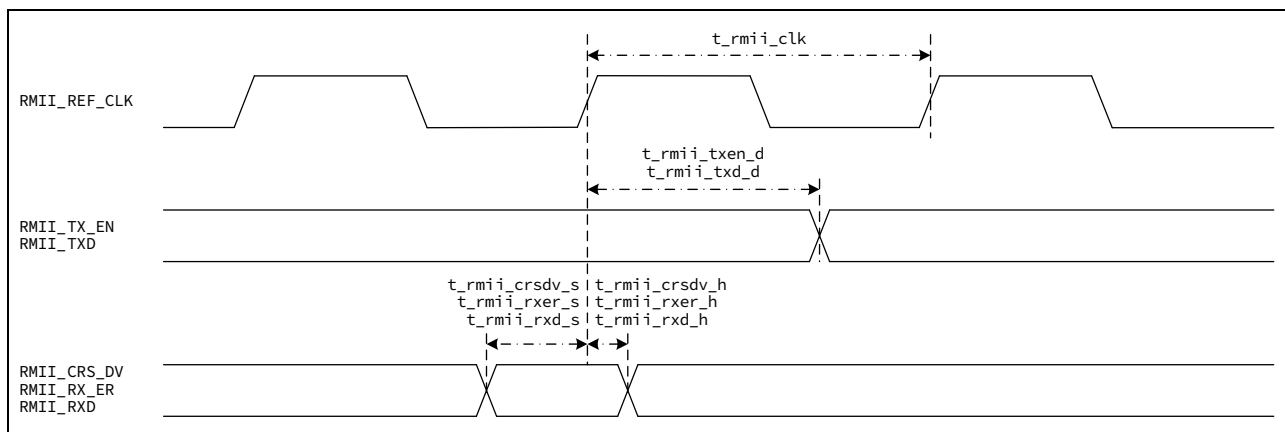 t_rmii_clk
RMII_REF_CLK
t_rmii_txen_d
t_rmii_txd_d
RMII_TX_EN
RMII_TXD
t_rmii_crsdv_s t_rmii_crsdv_h
t_rmii_rxer_s t_rmii_rxer_h
t_rmii_rxd_s t_rmii_rxd_h
RMII_CRS_DV
RMII_RX_ER
RMII_RXD